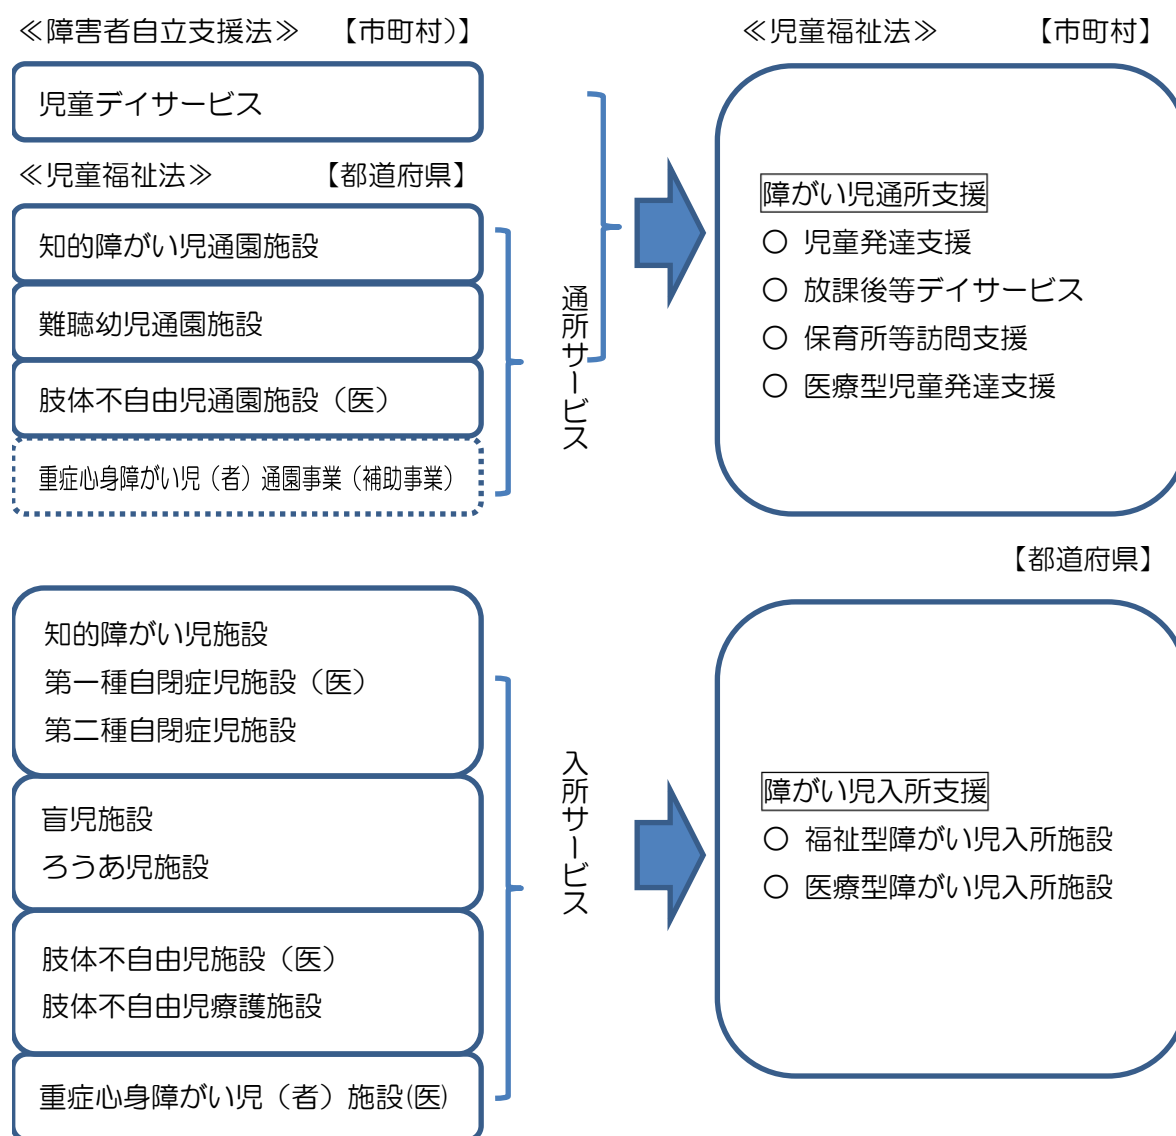 ≪障害者自立支援法≫ 【市町村）】
児童デイサービス
≪児童福祉法≫ 【都道府県】
知的障がい児通園施設
難聴幼児通園施設
肢体不自由児通園施設（医）
重症心身障がい児（者）通園事業（補助事業）
通所サービス
≪児童福祉法≫ 【市町村】
障がい児通所支援
○ 児童発達支援
○ 放課後等デイサービス
○ 保育所等訪問支援
○ 医療型児童発達支援
知的障がい児施設
第一種自閉症児施設（医）
第二種自閉症児施設
盲児施設
ろうあ児施設
肢体不自由児施設（医）
肢体不自由児療護施設
重症心身障がい児（者）施設(医)
入所サービス
【都道府県】
障がい児入所支援
○ 福祉型障がい児入所施設
○ 医療型障がい児入所施設